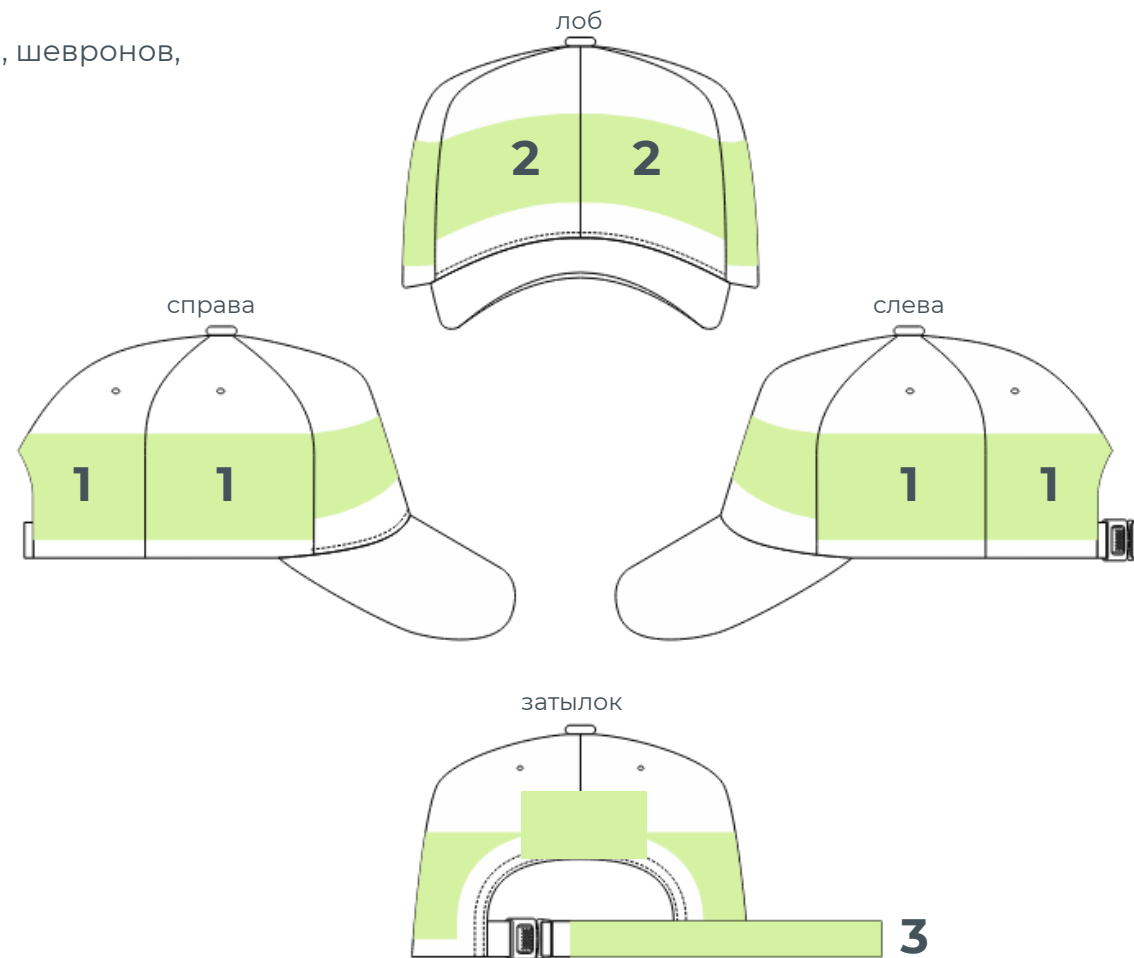 лоб
, шевронов,
2 2
справа
слева
1 1
1 1
затылок
3